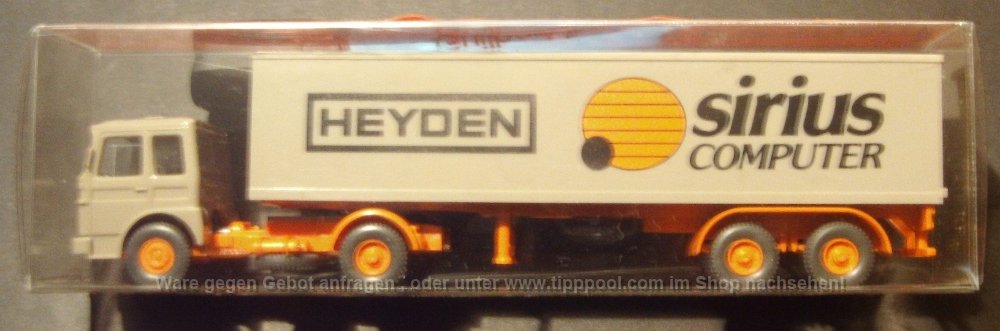 HEYDEN
sirius
COMPUTER
Ware gegen Gebot anfragen - oder unter www.tipppool.com im Shop nachsehen!